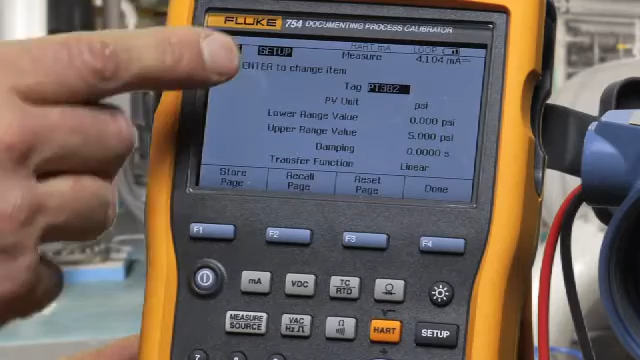 FLUKE 754 DOCUMENTING PROCESS CALIBRATOR
HART mA LOOP
SETUP Measure 4.104 mA
ENTER to change item
Tag PT382
PV Unit psi
Lower Range Value 0.000 psi
Upper Range Value 5.000 psi
Damping 0.0000 s
Transfer Function Linear
Store Page Recall Page Reset Page Done
F1 F2 F3 F4
mA VDC TC RTD Ω
MEASURE SOURCE VAC Hz Ω HART SETUP
7 8 9